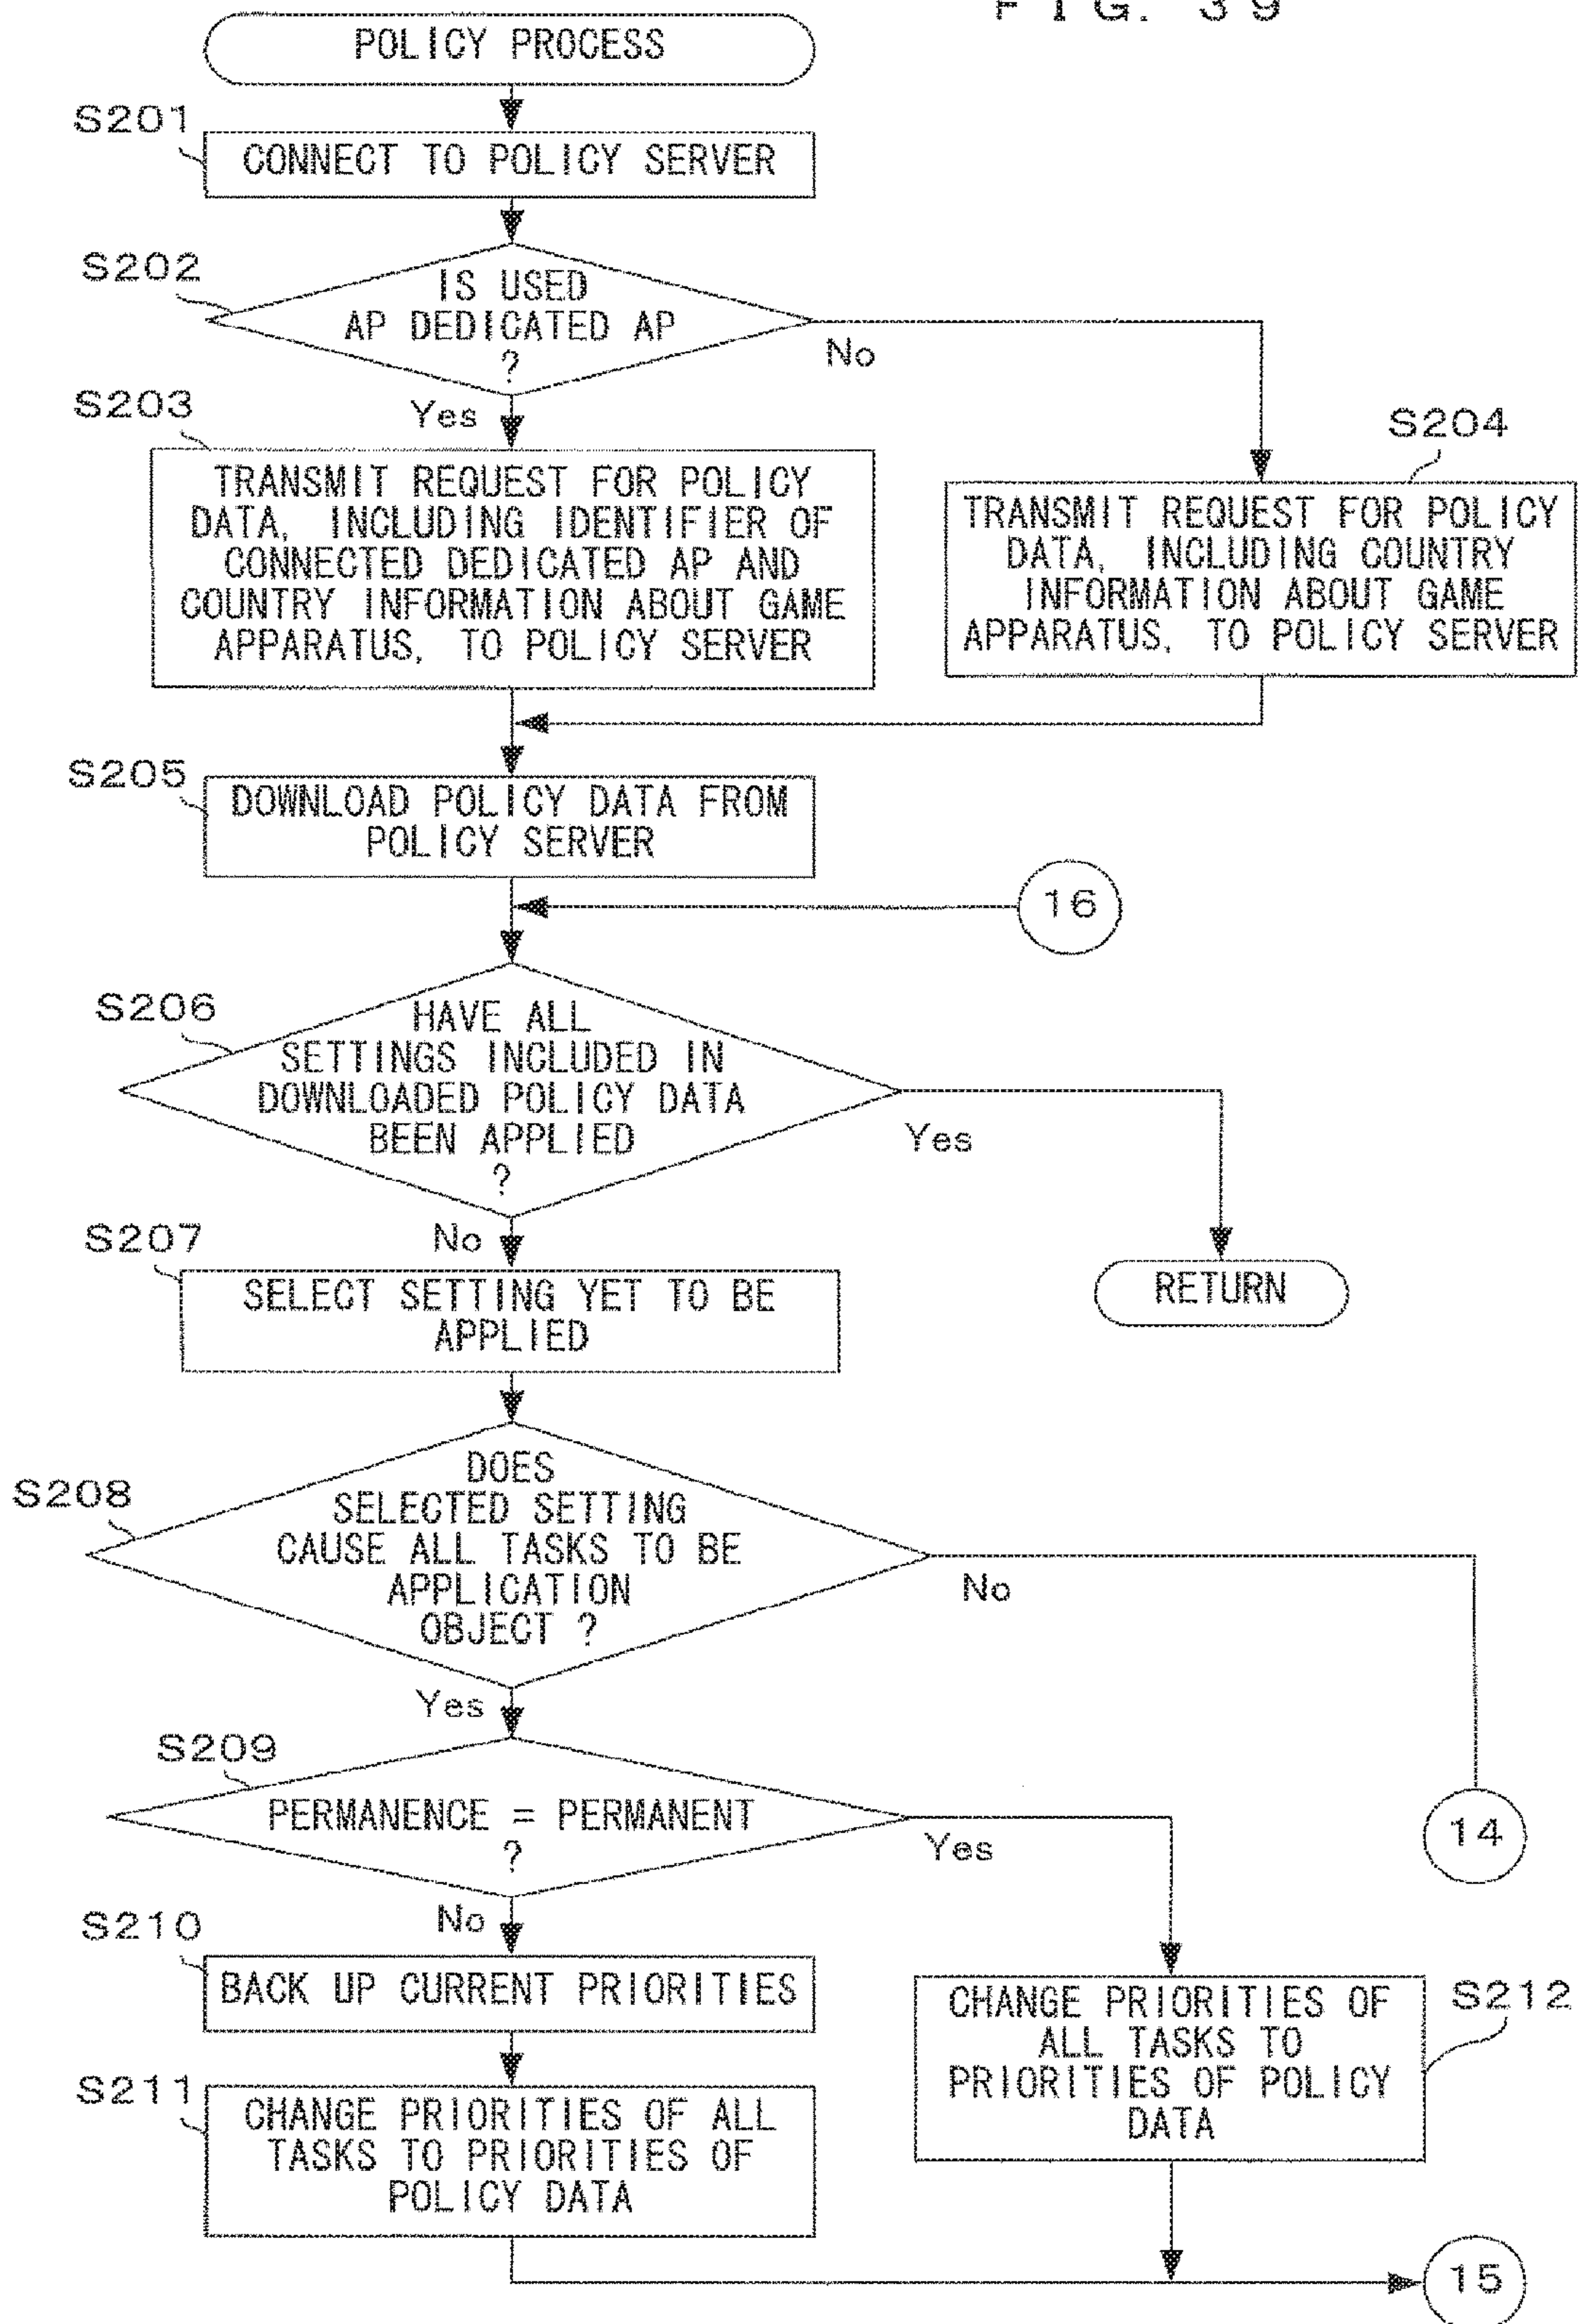 FIG. 39
POLICY PROCESS
S201
CONNECT TO POLICY SERVER
S202
IS USED
AP DEDICATED AP
?
No
Yes
S203
TRANSMIT REQUEST FOR POLICY
DATA, INCLUDING IDENTIFIER OF
CONNECTED DEDICATED AP AND
COUNTRY INFORMATION ABOUT GAME
APPARATUS, TO POLICY SERVER
S204
TRANSMIT REQUEST FOR POLICY
DATA, INCLUDING COUNTRY
INFORMATION ABOUT GAME
APPARATUS, TO POLICY SERVER
S205
DOWNLOAD POLICY DATA FROM
POLICY SERVER
16
S206
HAVE ALL
SETTINGS INCLUDED IN
DOWNLOADED POLICY DATA
BEEN APPLIED
?
Yes
No
RETURN
S207
SELECT SETTING YET TO BE
APPLIED
S208
DOES
SELECTED SETTING
CAUSE ALL TASKS TO BE
APPLICATION
OBJECT ?
No
Yes
14
S209
PERMANENCE = PERMANENT
?
Yes
No
S210
BACK UP CURRENT PRIORITIES
S211
CHANGE PRIORITIES OF ALL
TASKS TO PRIORITIES OF
POLICY DATA
S212
CHANGE PRIORITIES OF
ALL TASKS TO
PRIORITIES OF POLICY
DATA
15